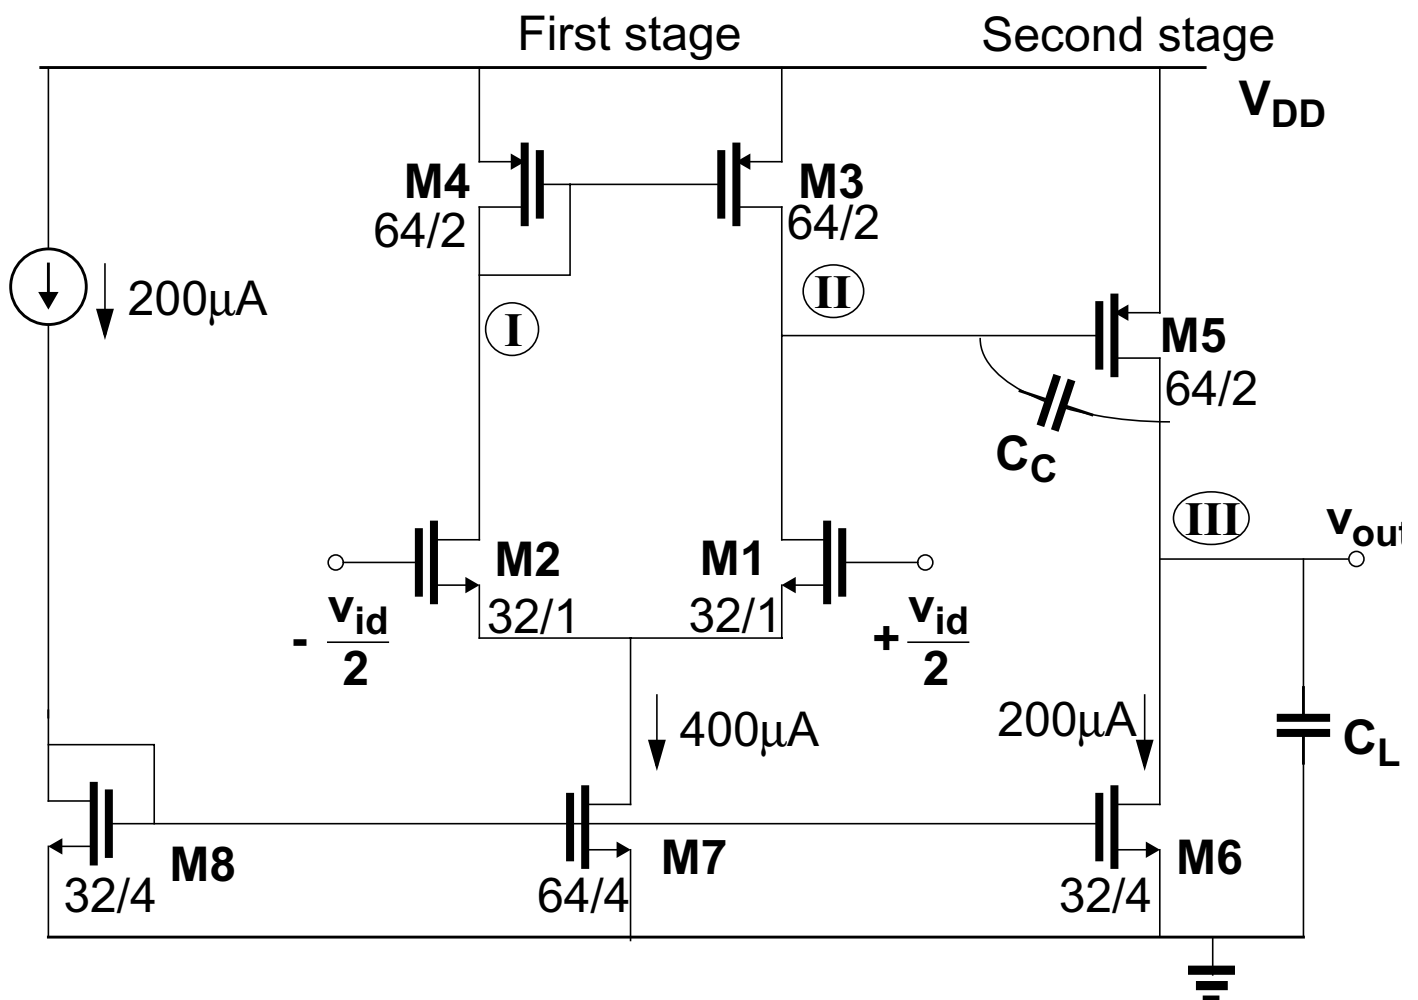 First stage
Second stage
VDD
M4
64/2
M3
64/2
200μA
I
II
M5
64/2
CC
III
vout
M2
32/1
M1
32/1
- vid/2
+ vid/2
400μA
200μA
CL
M8
32/4
M7
64/4
M6
32/4